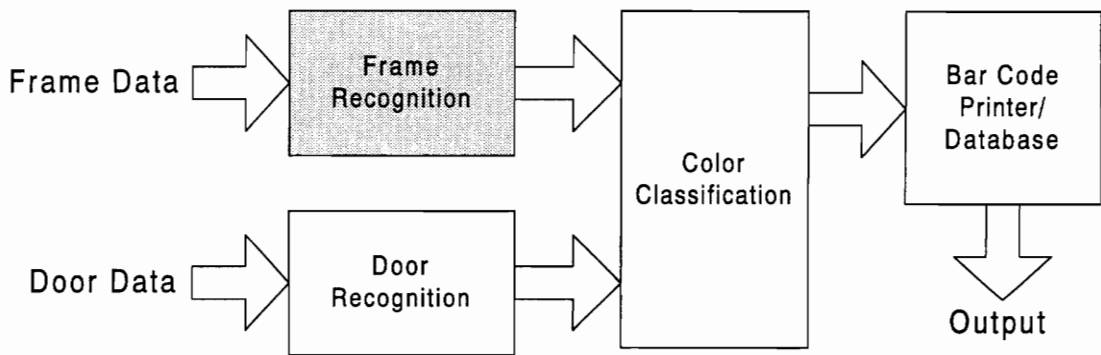 Frame Data
Frame
Recognition
Door Data
Door
Recognition
Color
Classification
Bar Code
Printer/
Database
Output